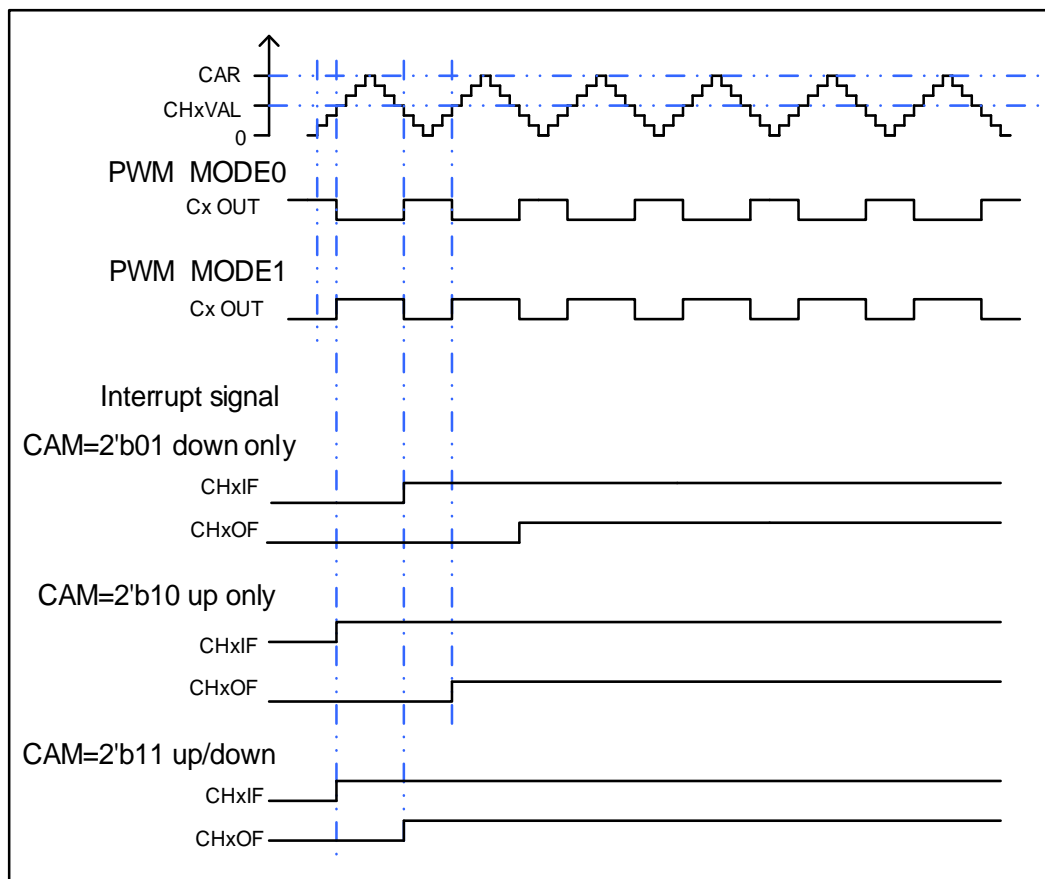 CAR
CHxVAL
0
PWM MODE0
Cx OUT
PWM MODE1
Cx OUT
Interrupt signal
CAM=2'b01 down only
CHxIF
CHxOF
CAM=2'b10 up only
CHxIF
CHxOF
CAM=2'b11 up/down
CHxIF
CHxOF